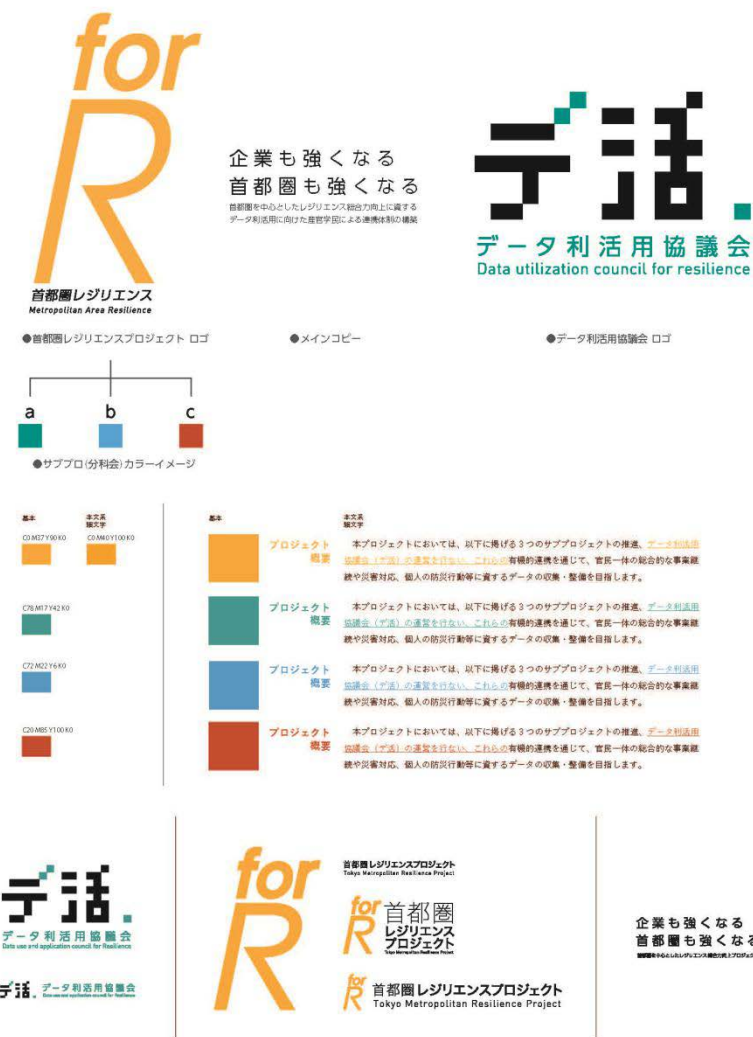 for
R
首都圏レジリエンス
Metropolitan Area Resilience
企業も強くなる
首都圏も強くなる
首都圏を中心としたレジリエンス総合力向上に資する
データ利活用に向けた産官学民による連携体制の構築
デ活.
データ利活用協議会
Data utilization council for resilience
●首都圏レジリエンスプロジェクト ロゴ
●メインコピー
●データ利活用協議会 ロゴ
a b c
●サブプロ(分科会)カラーイメージ
基本
本文系
細文字
C0 M37 Y90 K0
C0 M40 Y100 K0
C78 M17 Y42 K0
C72 M22 Y6 K0
C20 M85 Y100 K0
基本
本文系
細文字
プロジェクト
概要
本プロジェクトにおいては、以下に掲げる3つのサブプロジェクトの推進、データ利活用
協議会(デ活)の運営を行ない、これらの有機的連携を通じて、官民一体の総合的な事業継
続や災害対応、個人の防災行動等に資するデータの収集・整備を目指します。
プロジェクト
概要
本プロジェクトにおいては、以下に掲げる3つのサブプロジェクトの推進、データ利活用
協議会(デ活)の運営を行ない、これらの有機的連携を通じて、官民一体の総合的な事業継
続や災害対応、個人の防災行動等に資するデータの収集・整備を目指します。
プロジェクト
概要
本プロジェクトにおいては、以下に掲げる3つのサブプロジェクトの推進、データ利活用
協議会(デ活)の運営を行ない、これらの有機的連携を通じて、官民一体の総合的な事業継
続や災害対応、個人の防災行動等に資するデータの収集・整備を目指します。
プロジェクト
概要
本プロジェクトにおいては、以下に掲げる3つのサブプロジェクトの推進、データ利活用
協議会(デ活)の運営を行ない、これらの有機的連携を通じて、官民一体の総合的な事業継
続や災害対応、個人の防災行動等に資するデータの収集・整備を目指します。
デ活.
データ利活用協議会
Data use and application council for Resilience
デ活.
データ利活用協議会
Data use and application council for Resilience
for
R
首都圏レジリエンスプロジェクト
Tokyo Metropolitan Resilience Project
for
R
首都圏
レジリエンス
プロジェクト
Tokyo Metropolitan Resilience Project
for
R
首都圏レジリエンスプロジェクト
Tokyo Metropolitan Resilience Project
企業も強くなる
首都圏も強くなる
首都圏を中心としたレジリエンス総合力向上プロジェ